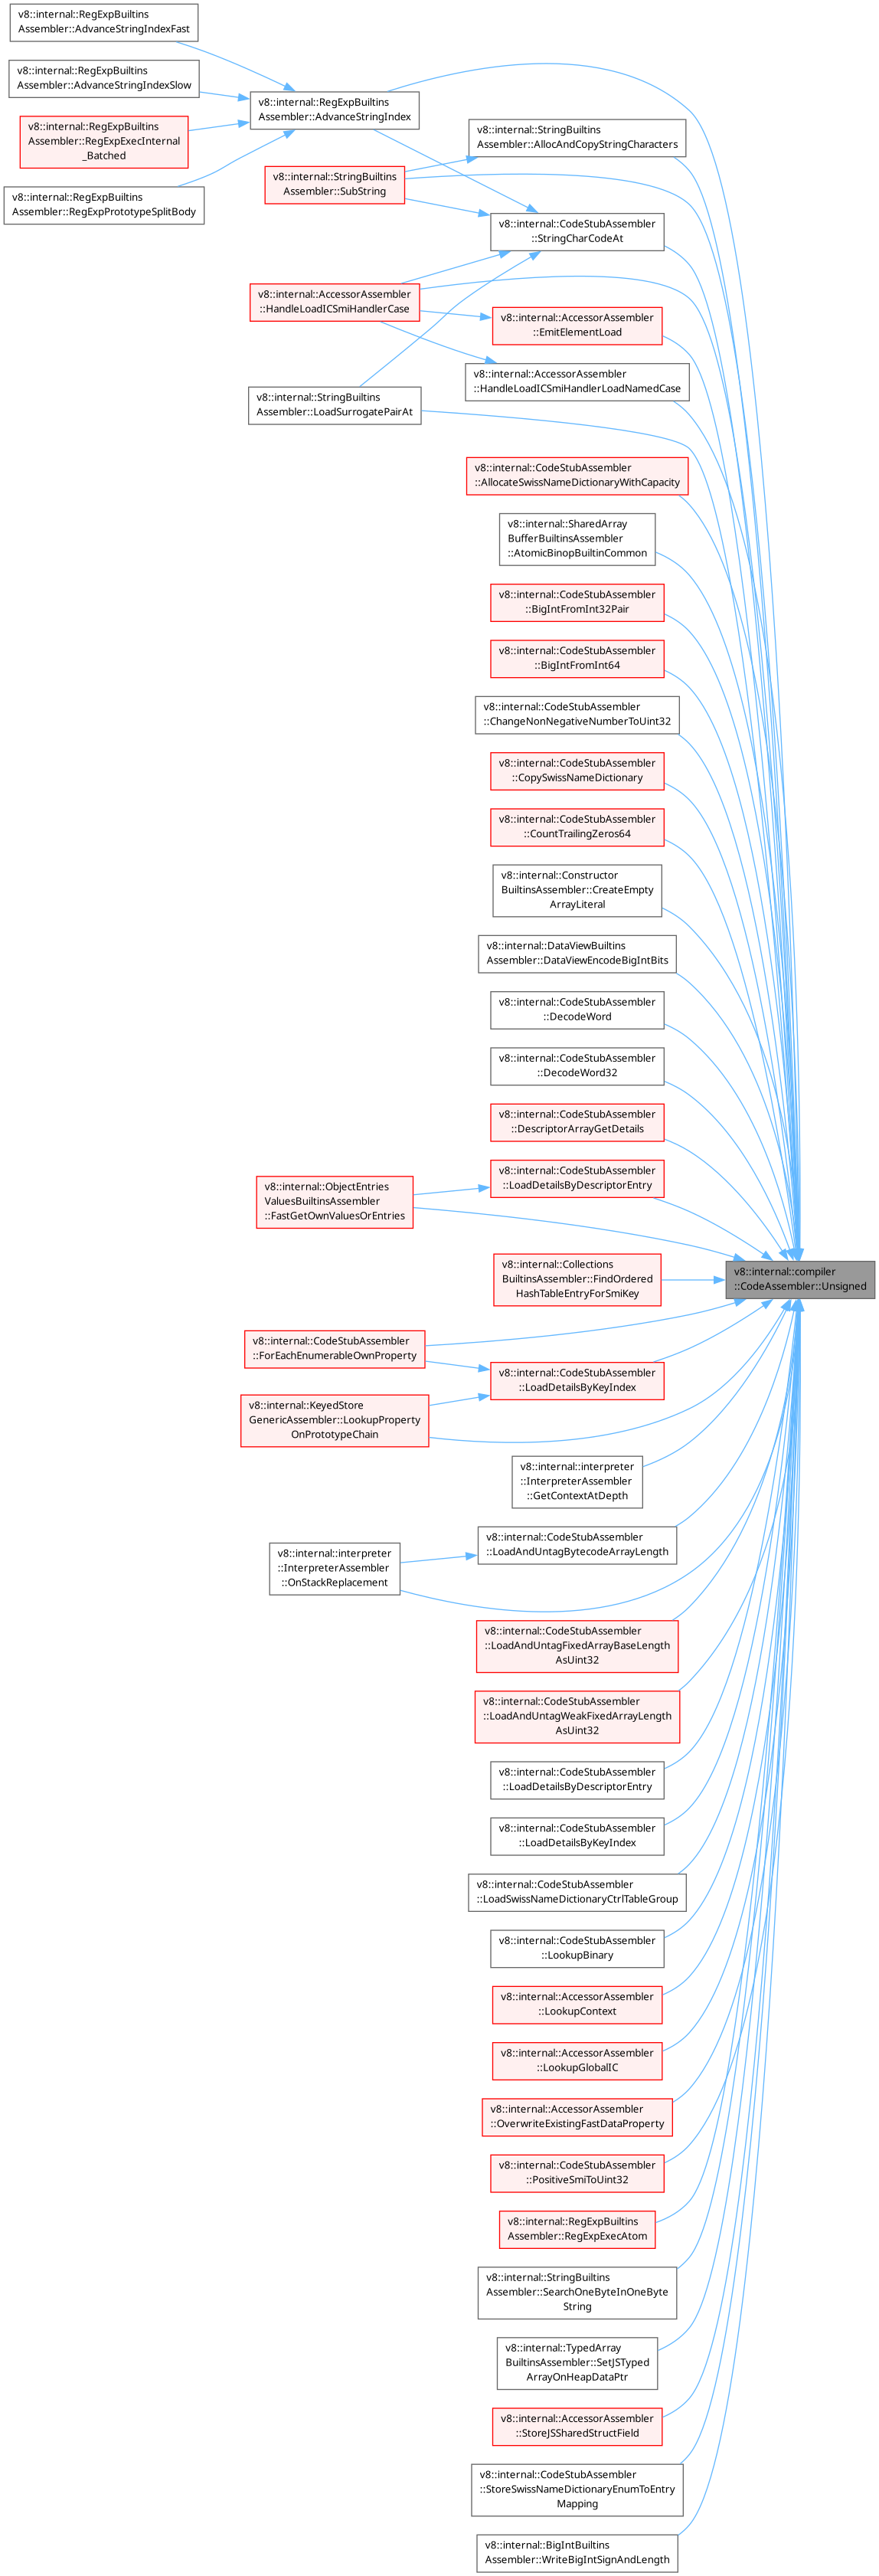 v8::internal::RegExpBuiltins
Assembler::AdvanceStringIndexFast
v8::internal::RegExpBuiltins
Assembler::AdvanceStringIndexSlow
v8::internal::RegExpBuiltins
Assembler::RegExpExecInternal
_Batched
v8::internal::RegExpBuiltins
Assembler::RegExpPrototypeSplitBody
v8::internal::RegExpBuiltins
Assembler::AdvanceStringIndex
v8::internal::StringBuiltins
Assembler::SubString
v8::internal::AccessorAssembler
::HandleLoadICSmiHandlerCase
v8::internal::StringBuiltins
Assembler::LoadSurrogatePairAt
v8::internal::StringBuiltins
Assembler::AllocAndCopyStringCharacters
v8::internal::CodeStubAssembler
::StringCharCodeAt
v8::internal::AccessorAssembler
::EmitElementLoad
v8::internal::AccessorAssembler
::HandleLoadICSmiHandlerLoadNamedCase
v8::internal::CodeStubAssembler
::AllocateSwissNameDictionaryWithCapacity
v8::internal::SharedArray
BufferBuiltinsAssembler
::AtomicBinopBuiltinCommon
v8::internal::CodeStubAssembler
::BigIntFromInt32Pair
v8::internal::CodeStubAssembler
::BigIntFromInt64
v8::internal::CodeStubAssembler
::ChangeNonNegativeNumberToUint32
v8::internal::CodeStubAssembler
::CopySwissNameDictionary
v8::internal::CodeStubAssembler
::CountTrailingZeros64
v8::internal::Constructor
BuiltinsAssembler::CreateEmpty
ArrayLiteral
v8::internal::DataViewBuiltins
Assembler::DataViewEncodeBigIntBits
v8::internal::CodeStubAssembler
::DecodeWord
v8::internal::CodeStubAssembler
::DecodeWord32
v8::internal::CodeStubAssembler
::DescriptorArrayGetDetails
v8::internal::CodeStubAssembler
::LoadDetailsByDescriptorEntry
v8::internal::ObjectEntries
ValuesBuiltinsAssembler
::FastGetOwnValuesOrEntries
v8::internal::compiler
::CodeAssembler::Unsigned
v8::internal::Collections
BuiltinsAssembler::FindOrdered
HashTableEntryForSmiKey
v8::internal::CodeStubAssembler
::ForEachEnumerableOwnProperty
v8::internal::CodeStubAssembler
::LoadDetailsByKeyIndex
v8::internal::KeyedStore
GenericAssembler::LookupProperty
OnPrototypeChain
v8::internal::interpreter
::InterpreterAssembler
::GetContextAtDepth
v8::internal::CodeStubAssembler
::LoadAndUntagBytecodeArrayLength
v8::internal::interpreter
::InterpreterAssembler
::OnStackReplacement
v8::internal::CodeStubAssembler
::LoadAndUntagFixedArrayBaseLength
AsUint32
v8::internal::CodeStubAssembler
::LoadAndUntagWeakFixedArrayLength
AsUint32
v8::internal::CodeStubAssembler
::LoadDetailsByDescriptorEntry
v8::internal::CodeStubAssembler
::LoadDetailsByKeyIndex
v8::internal::CodeStubAssembler
::LoadSwissNameDictionaryCtrlTableGroup
v8::internal::CodeStubAssembler
::LookupBinary
v8::internal::AccessorAssembler
::LookupContext
v8::internal::AccessorAssembler
::LookupGlobalIC
v8::internal::AccessorAssembler
::OverwriteExistingFastDataProperty
v8::internal::CodeStubAssembler
::PositiveSmiToUint32
v8::internal::RegExpBuiltins
Assembler::RegExpExecAtom
v8::internal::StringBuiltins
Assembler::SearchOneByteInOneByte
String
v8::internal::TypedArray
BuiltinsAssembler::SetJSTyped
ArrayOnHeapDataPtr
v8::internal::AccessorAssembler
::StoreJSSharedStructField
v8::internal::CodeStubAssembler
::StoreSwissNameDictionaryEnumToEntry
Mapping
v8::internal::BigIntBuiltins
Assembler::WriteBigIntSignAndLength